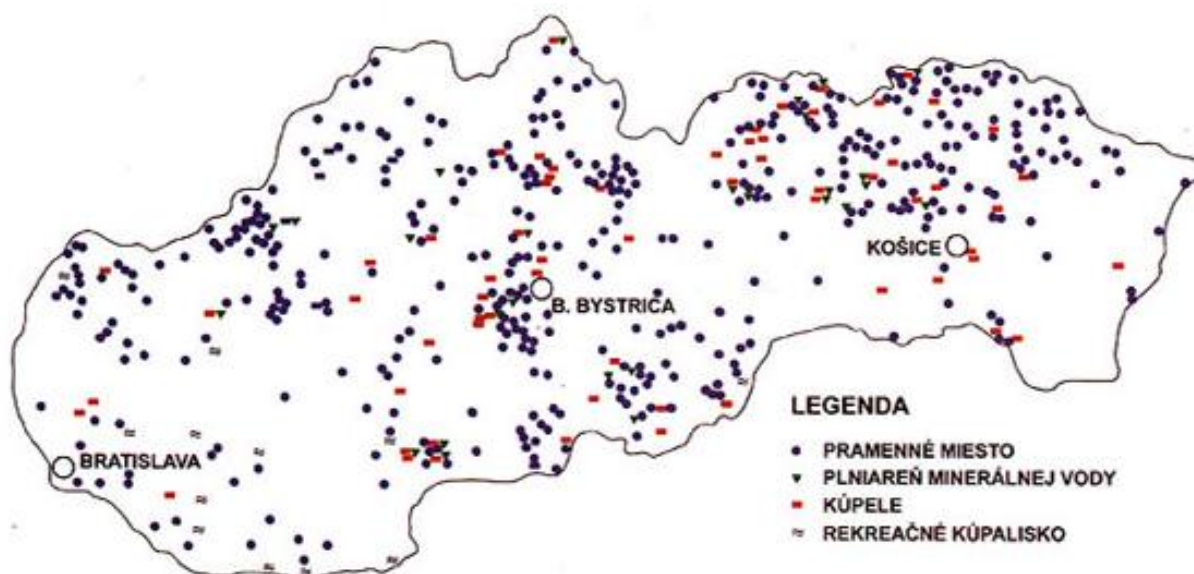 KOŠICE
B. BYSTRICA
BRATISLAVA
LEGENDA
PRAMENNÉ MIESTO
PLNIAREŇ MINERÁLNEJ VODY
KÚPELE
REKREAČNÉ KÚPALISKO